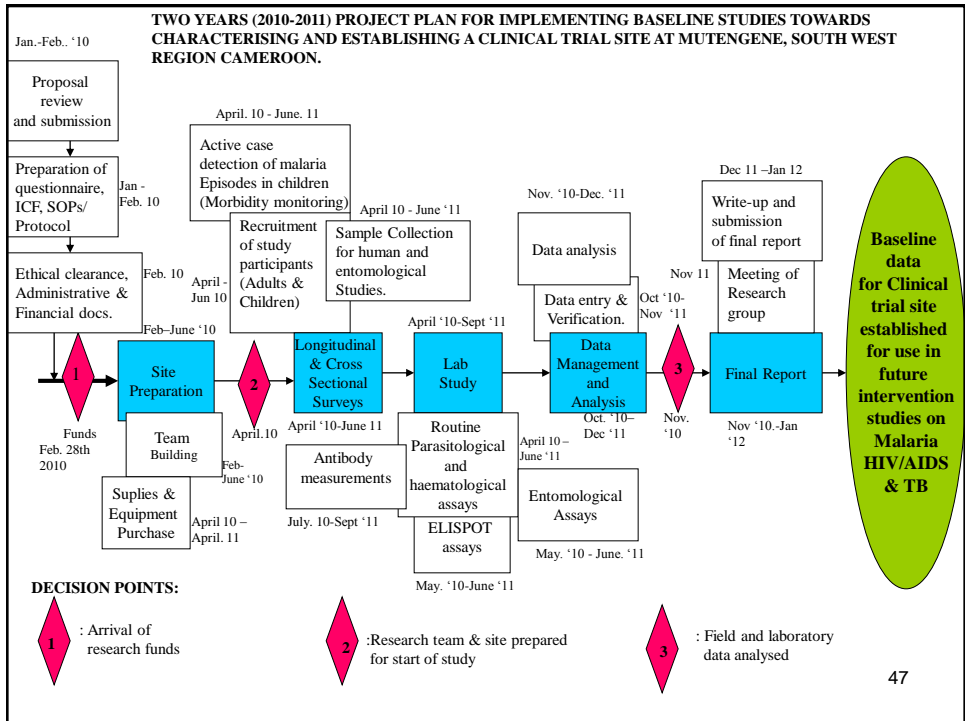 TWO YEARS (2010-2011) PROJECT PLAN FOR IMPLEMENTING BASELINE STUDIES TOWARDS
CHARACTERISING AND ESTABLISHING A CLINICAL TRIAL SITE AT MUTENGENE, SOUTH WEST
REGION CAMEROON.
Jan.-Feb.. ‘10
Proposal
review
and submission
Preparation of
questionnaire,
ICF, SOPs/
Protocol
Jan -
Feb. 10
Ethical clearance,
Administrative &
Financial docs.
Feb. 10
1
Funds
Feb. 28th
2010
Feb–June ‘10
Site
Preparation
Team
Building
Feb-
June ‘10
Suplies &
Equipment
Purchase
April 10 –
April. 11
2
April.10
April. 10 - June. 11
Active case
detection of malaria
Episodes in children
(Morbidity monitoring)
April -
Jun 10
Recruitment
of study
participants
(Adults &
Children)
April 10 - June ‘11
Sample Collection
for human and
entomological
Studies.
Longitudinal
& Cross
Sectional
Surveys
April ‘10-June 11
Antibody
measurements
July. 10-Sept ‘11
April ‘10-Sept ‘11
Lab
Study
Routine
Parasitological
and
haematological
assays
April 10 –
June ‘11
ELISPOT
assays
May. ‘10-June ‘11
Entomological
Assays
May. ‘10 - June. ‘11
Nov. ‘10-Dec. ‘11
Data analysis
Data entry &
Verification.
Oct ‘10-
Nov ‘11
Data
Management
and
Analysis
Oct. ‘10–
Dec ‘11
3
Nov.
‘10
Dec 11 –Jan 12
Write-up and
submission
of final report
Nov 11
Meeting of
Research
group
Final Report
Nov ‘10.-Jan
‘12
Baseline
data
for Clinical
trial site
established
for use in
future
intervention
studies on
Malaria
HIV/AIDS
& TB
DECISION POINTS:
1
: Arrival of
research funds
2
:Research team & site prepared
for start of study
3
: Field and laboratory
data analysed
47